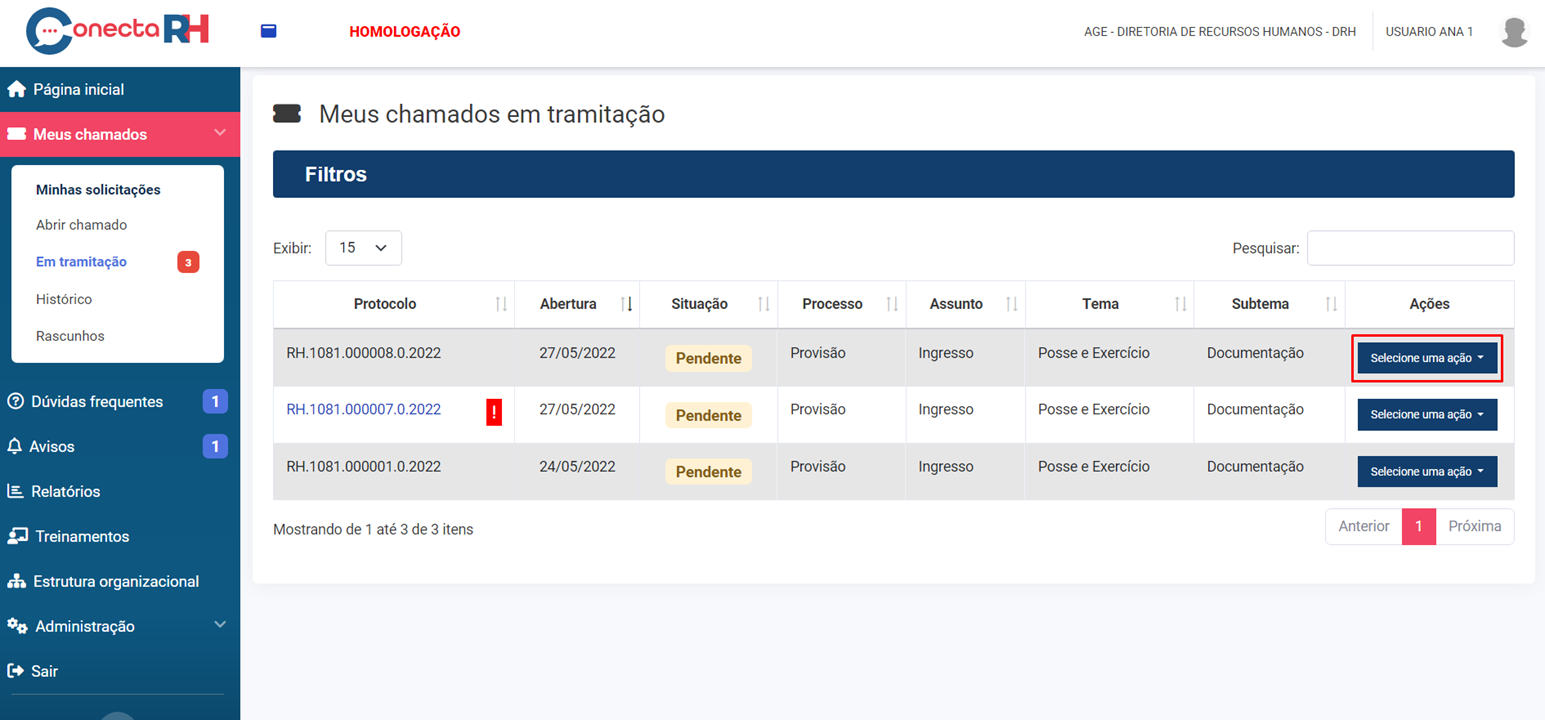 Conecta RH
HOMOLOGAÇÃO
AGE - DIRETORIA DE RECURSOS HUMANOS - DRH
USUARIO ANA 1
Página inicial
Meus chamados
Minhas solicitações
Abrir chamado
Em tramitação 3
Histórico
Rascunhos
Dúvidas frequentes 1
Avisos 1
Relatórios
Treinamentos
Estrutura organizacional
Administração
Sair
Meus chamados em tramitação
Filtros
Exibir: 15
Pesquisar:
Protocolo Abertura Situação Processo Assunto Tema Subtema Ações
RH.1081.000008.0.2022 27/05/2022 Pendente Provisão Ingresso Posse e Exercício Documentação Selecione uma ação
RH.1081.000007.0.2022 ! 27/05/2022 Pendente Provisão Ingresso Posse e Exercício Documentação Selecione uma ação
RH.1081.000001.0.2022 24/05/2022 Pendente Provisão Ingresso Posse e Exercício Documentação Selecione uma ação
Mostrando de 1 até 3 de 3 itens
Anterior 1 Próxima